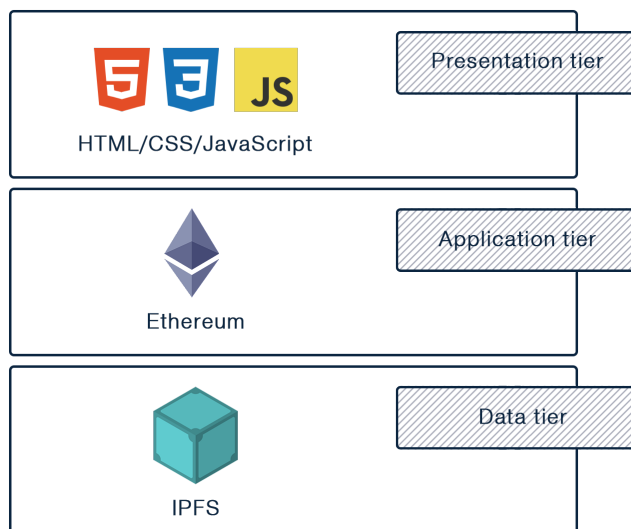 Presentation tier
5
3
JS
HTML/CSS/JavaScript
Application tier
Ethereum
Data tier
IPFS